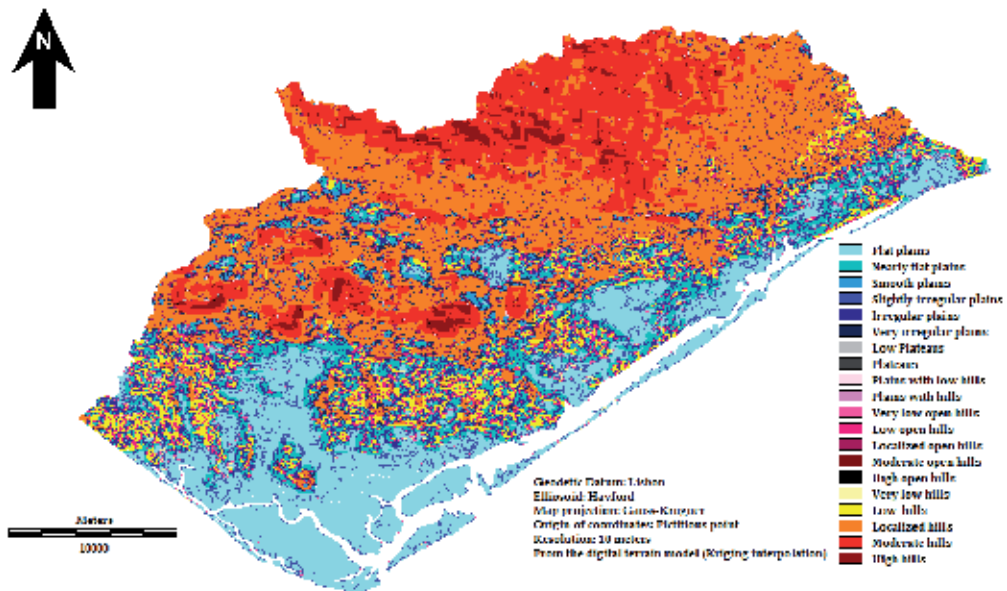 N
Flat plains
Nearly flat plains
Smooth plains
Slightly irregular plains
Irregular plains
Very irregular plains
Low Plateaus
Plateaus
Plains with low hills
Plains with hills
Very low open hills
Low open hills
Localized open hills
Moderate open hills
High open hills
Very low hills
Low hills
Localized hills
Moderate hills
High hills
Geodetic Datum: Lisbon
Ellipsoid: Hayford
Map projection: Gauss-Kruguer
Origin of coordinates: Fictitious point
Resolution: 10 meters
From the digital terrain model (Kriging interpolation)
Meters
10000